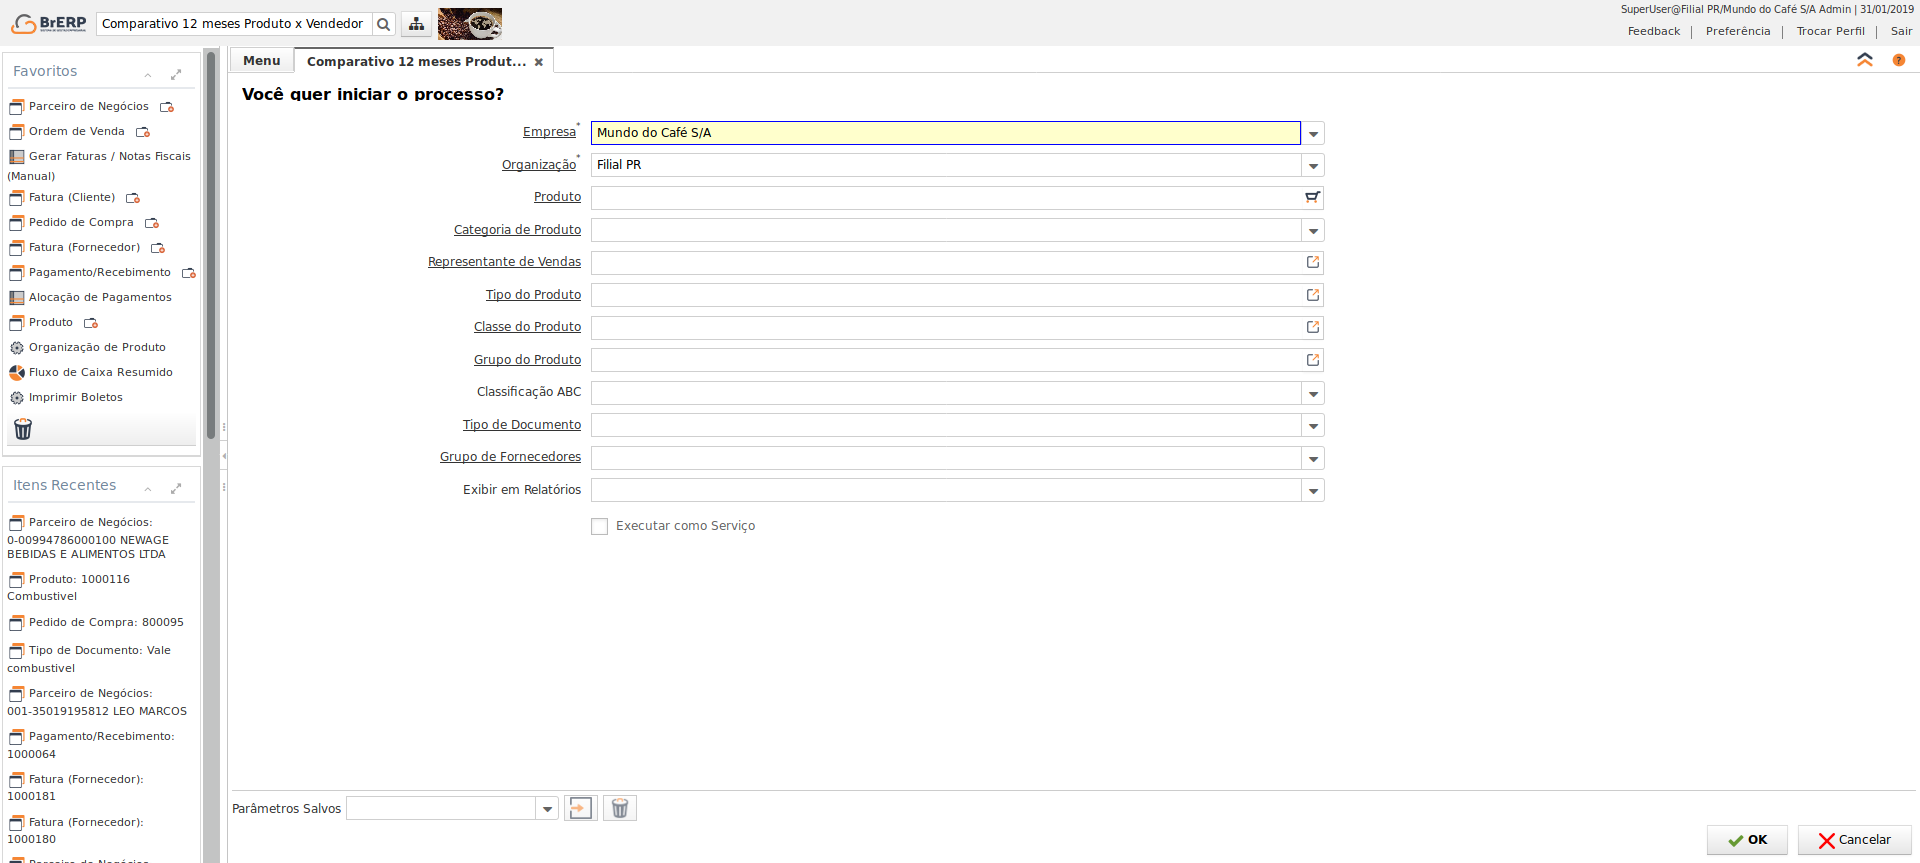 BrERP
Comparativo 12 meses Produto x Vendedor
SuperUser@Filial PR/Mundo do Café S/A Admin | 31/01/2019
Feedback | Preferência | Trocar Perfil | Sair
Favoritos
Parceiro de Negócios
Ordem de Venda
Gerar Faturas / Notas Fiscais
(Manual)
Fatura (Cliente)
Pedido de Compra
Fatura (Fornecedor)
Pagamento/Recebimento
Alocação de Pagamentos
Produto
Organização de Produto
Fluxo de Caixa Resumido
Imprimir Boletos
Itens Recentes
Parceiro de Negócios:
0-00994786000100 NEWAGE
BEBIDAS E ALIMENTOS LTDA
Produto: 1000116
Combustivel
Pedido de Compra: 800095
Tipo de Documento: Vale
combustivel
Parceiro de Negócios:
001-35019195812 LEO MARCOS
Pagamento/Recebimento:
1000064
Fatura (Fornecedor):
1000181
Fatura (Fornecedor):
1000180
Parceiro de Negócios
Menu
Comparativo 12 meses Produt...
?
Você quer iniciar o processo?
Empresa* Mundo do Café S/A
Organização* Filial PR
Produto
Categoria de Produto
Representante de Vendas
Tipo do Produto
Classe do Produto
Grupo do Produto
Classificação ABC
Tipo de Documento
Grupo de Fornecedores
Exibir em Relatórios
Executar como Serviço
Parâmetros Salvos
OK
Cancelar